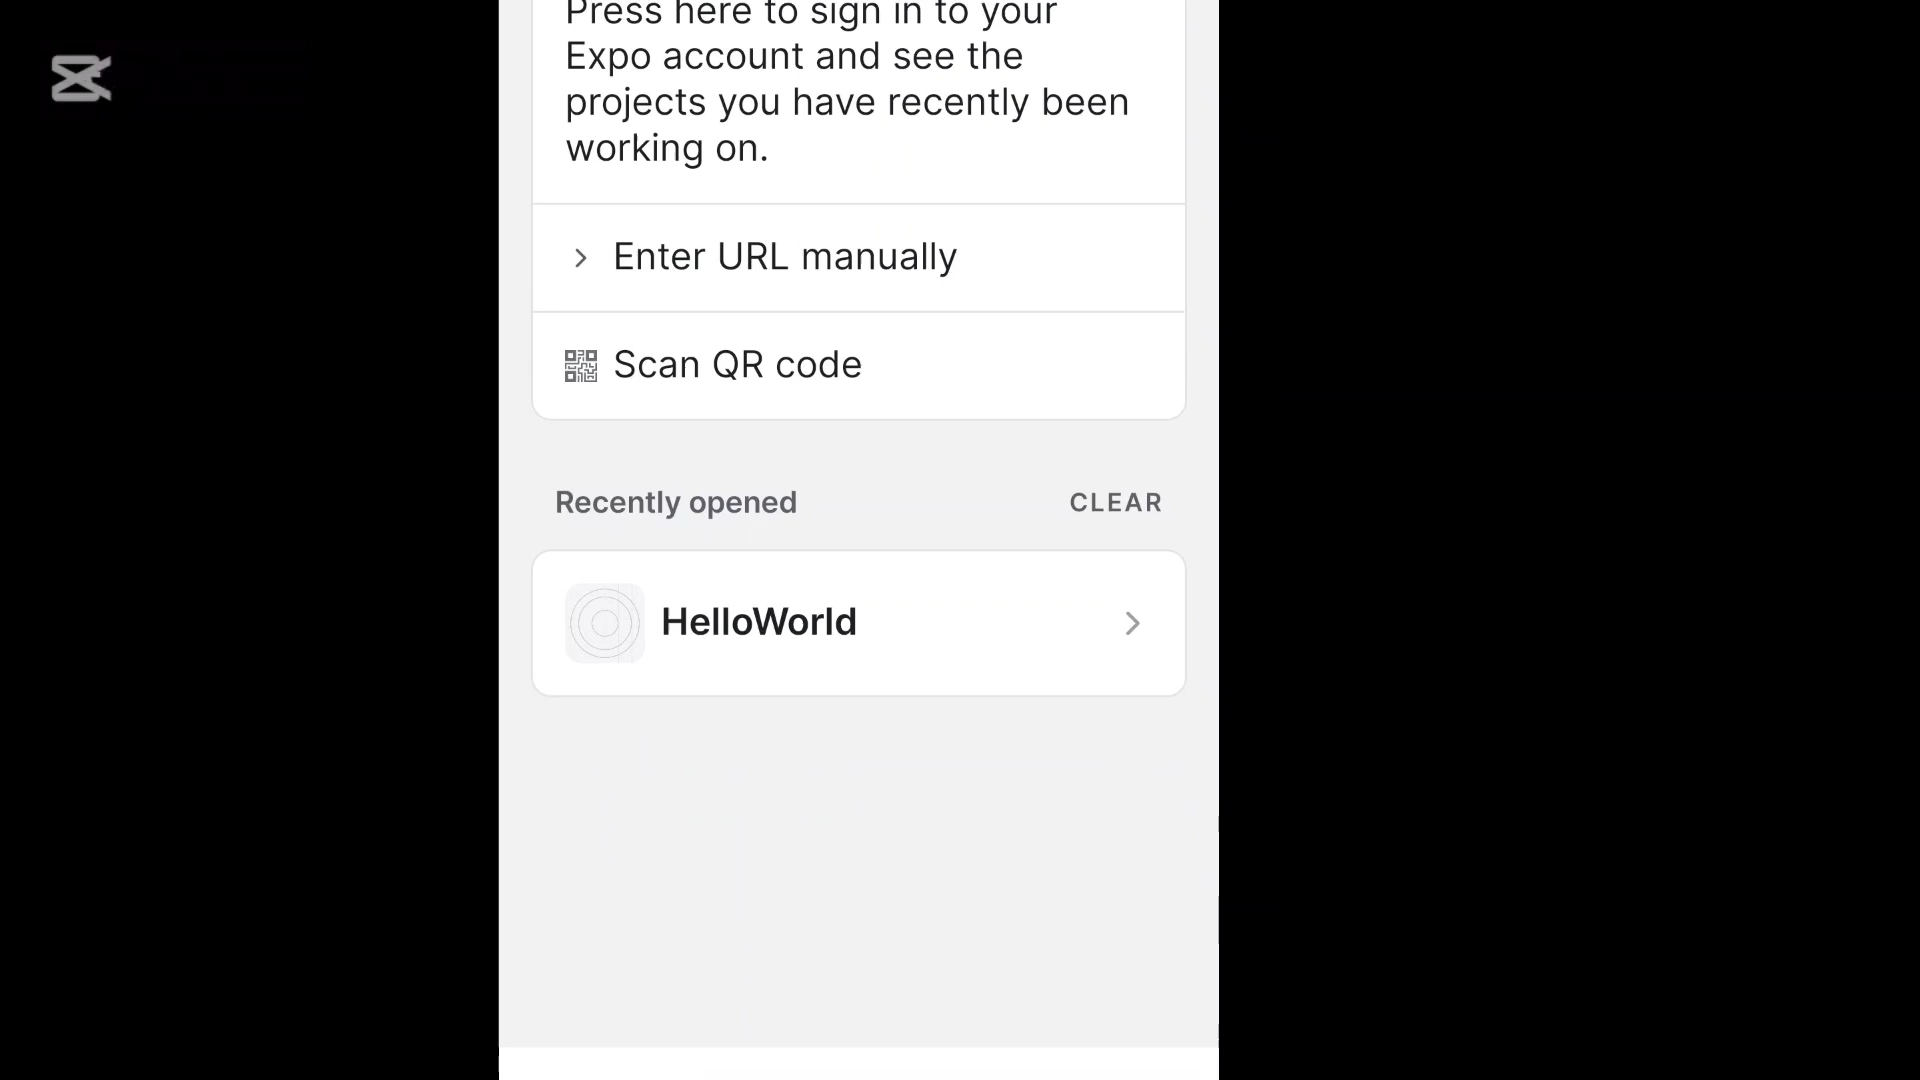 Press here to sign in to your
Expo account and see the
projects you have recently been
working on.
Enter URL manually
Scan QR code
Recently opened CLEAR
HelloWorld